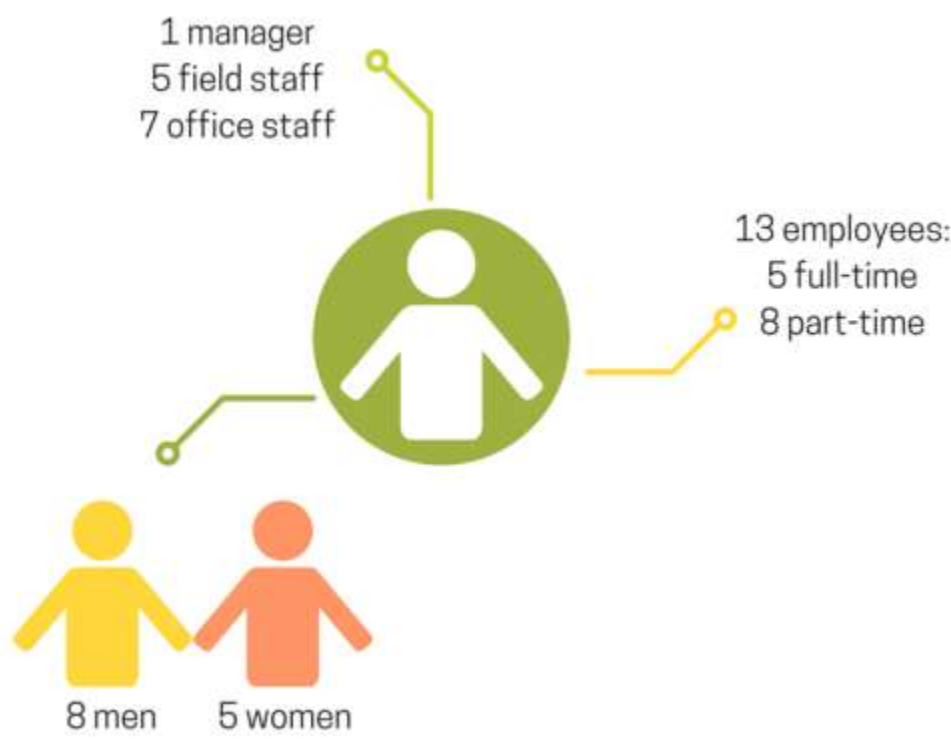 1 manager
5 field staff
7 office staff
13 employees:
5 full-time
8 part-time
8 men
5 women